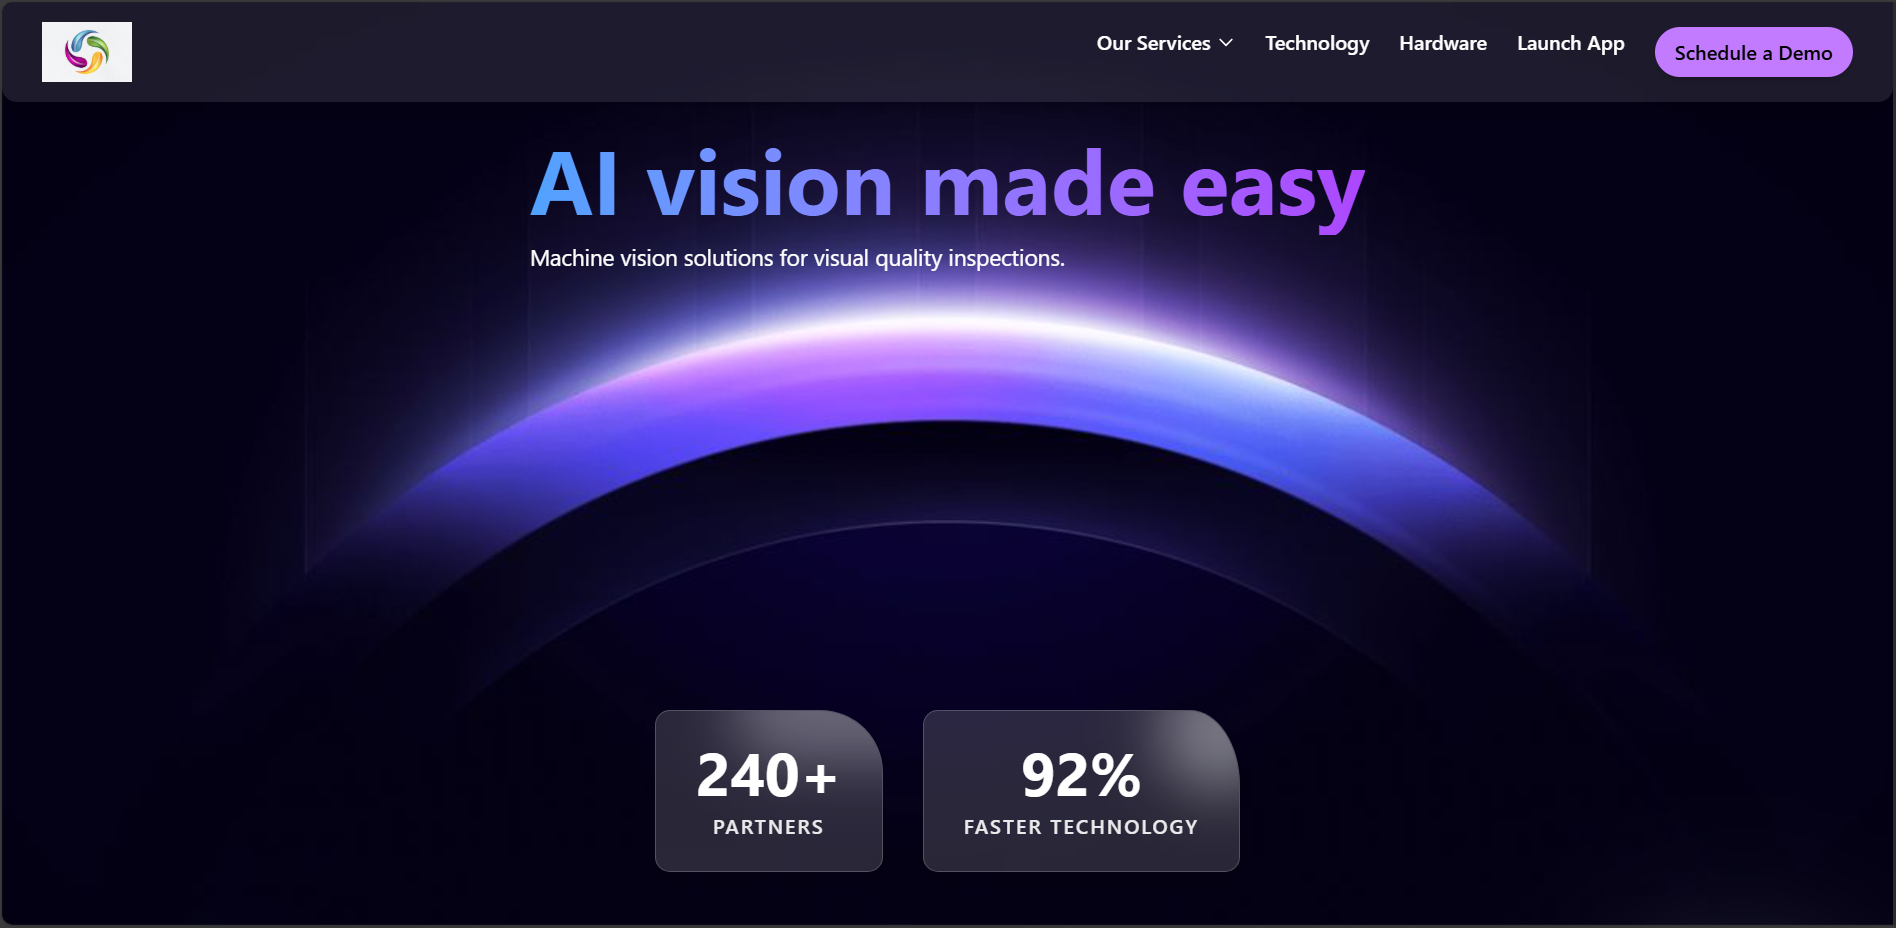 Our Services
Technology
Hardware
Launch App
Schedule a Demo
AI vision made easy
Machine vision solutions for visual quality inspections.
240+
PARTNERS
92%
FASTER TECHNOLOGY